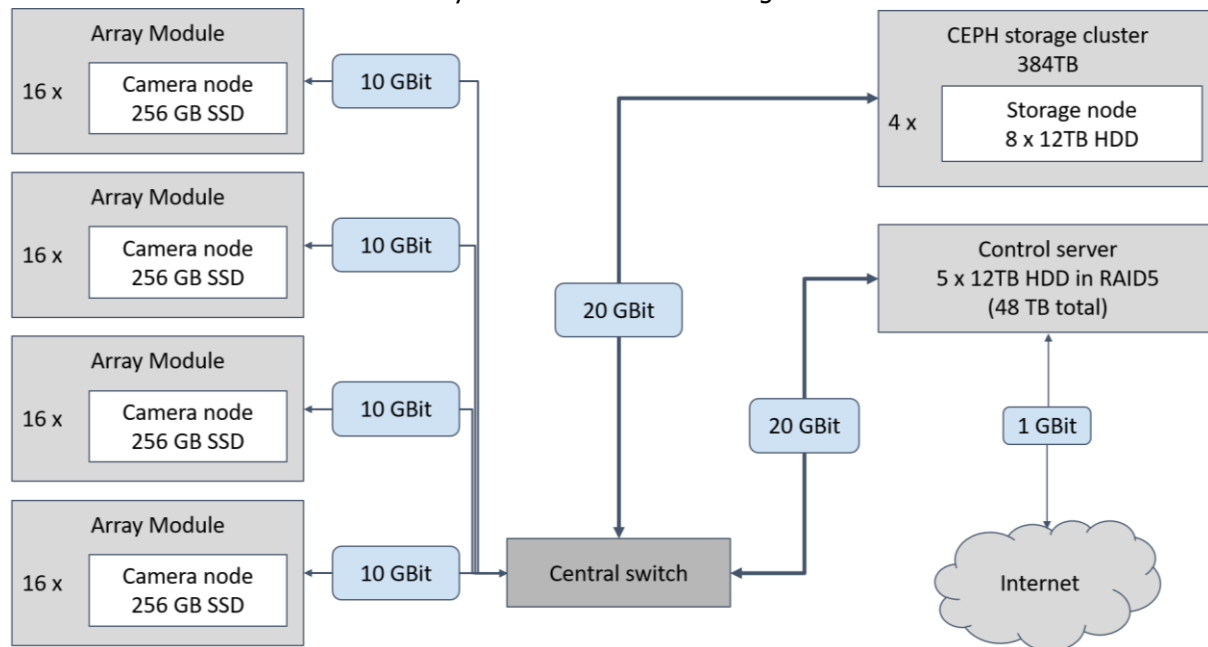 Array Module
16 x
Camera node
256 GB SSD
10 GBit
Array Module
16 x
Camera node
256 GB SSD
10 GBit
Array Module
16 x
Camera node
256 GB SSD
10 GBit
Array Module
16 x
Camera node
256 GB SSD
10 GBit
Central switch
20 GBit
CEPH storage cluster
384TB
4 x
Storage node
8 x 12TB HDD
20 GBit
Control server
5 x 12TB HDD in RAID5
(48 TB total)
1 GBit
Internet